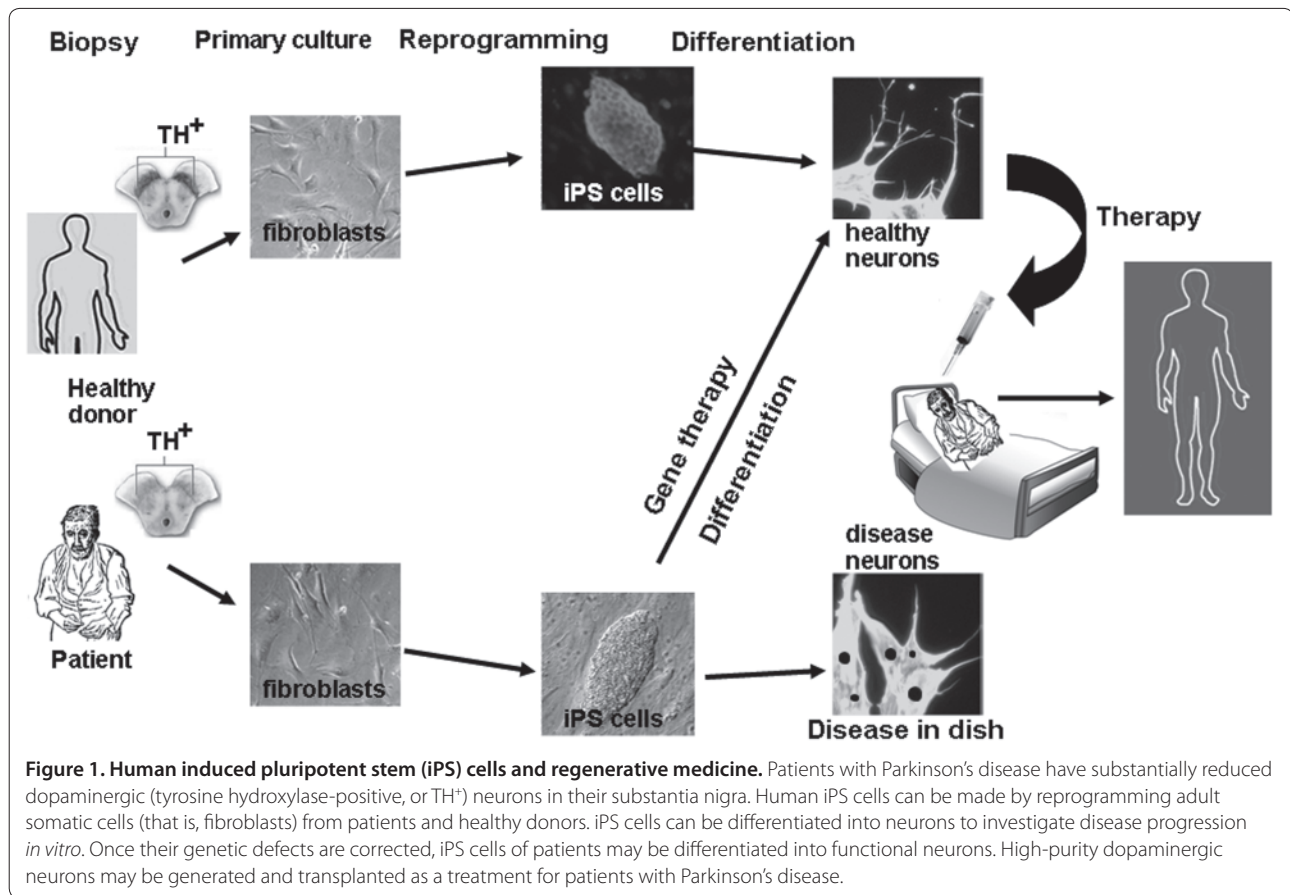 Biopsy Primary culture Reprogramming Differentiation
TH+
fibroblasts
iPS cells
healthy
neurons
Therapy
Healthy
donor
TH+
Patient
fibroblasts
iPS cells
Gene therapy
Differentiation
disease
neurons
Disease in dish
Figure 1. Human induced pluripotent stem (iPS) cells and regenerative medicine. Patients with Parkinson's disease have substantially reduced
dopaminergic (tyrosine hydroxylase-positive, or TH+) neurons in their substantia nigra. Human iPS cells can be made by reprogramming adult
somatic cells (that is, fibroblasts) from patients and healthy donors. iPS cells can be differentiated into neurons to investigate disease progression
in vitro. Once their genetic defects are corrected, iPS cells of patients may be differentiated into functional neurons. High-purity dopaminergic
neurons may be generated and transplanted as a treatment for patients with Parkinson's disease.